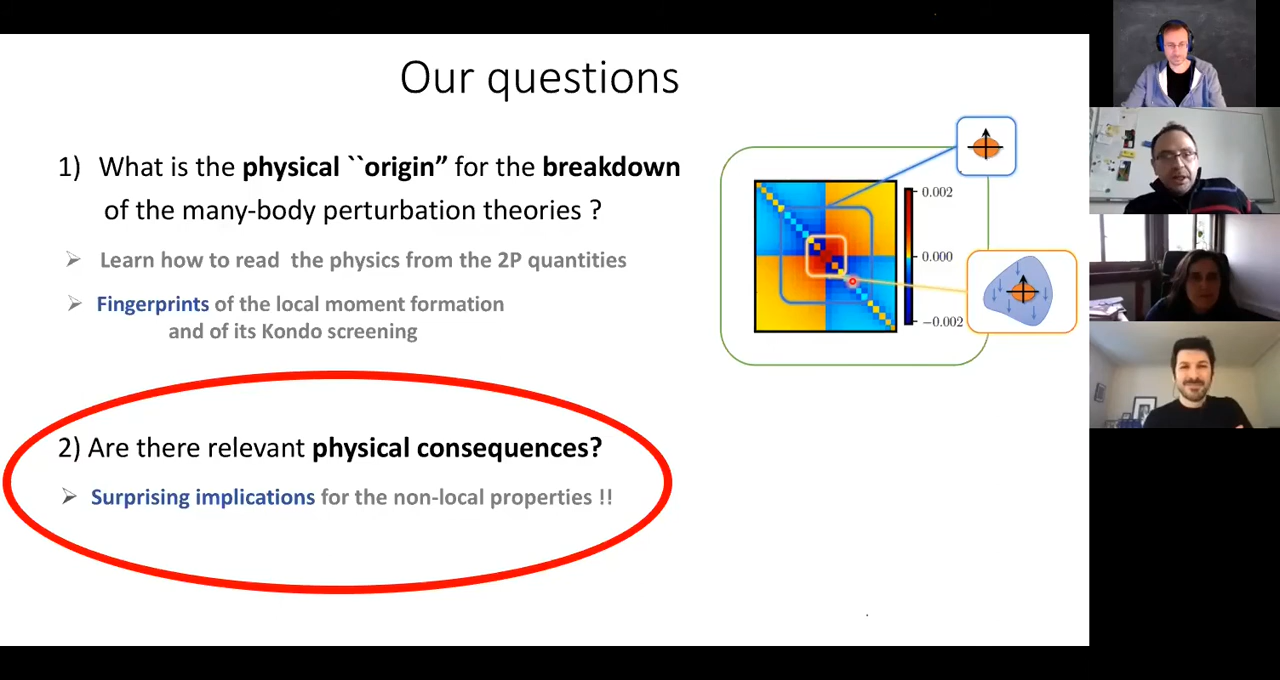 Our questions
1) What is the physical ``origin” for the breakdown
of the many-body perturbation theories ?
➢ Learn how to read the physics from the 2P quantities
➢ Fingerprints of the local moment formation
and of its Kondo screening
2) Are there relevant physical consequences?
➢ Surprising implications for the non-local properties !!
0.002
0.000
−0.002